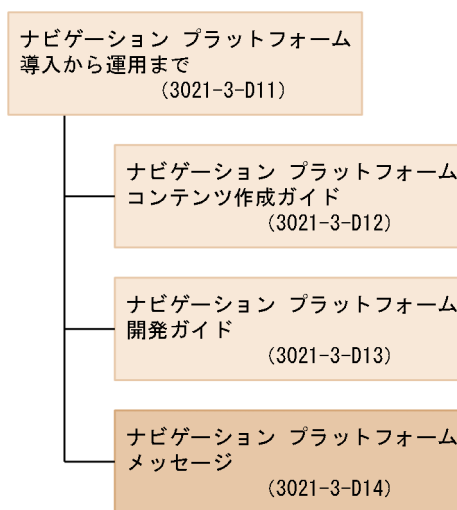 ナビゲーション プラットフォーム
導入から運用まで
(3021-3-D11)
ナビゲーション プラットフォーム
コンテンツ作成ガイド
(3021-3-D12)
ナビゲーション プラットフォーム
開発ガイド
(3021-3-D13)
ナビゲーション プラットフォーム
メッセージ
(3021-3-D14)